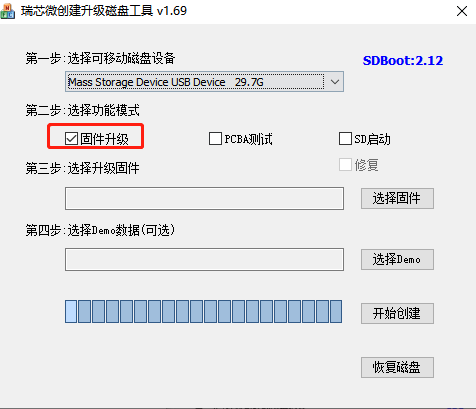 瑞芯微创建升级磁盘工具 v1.69
第一步:选择可移动磁盘设备
SDBoot:2.12
Mass Storage Device USB Device 29.7G
第二步:选择功能模式
固件升级
PCBA测试
SD启动
第三步:选择升级固件
修复
选择固件
第四步:选择Demo数据(可选)
选择Demo
开始创建
恢复磁盘